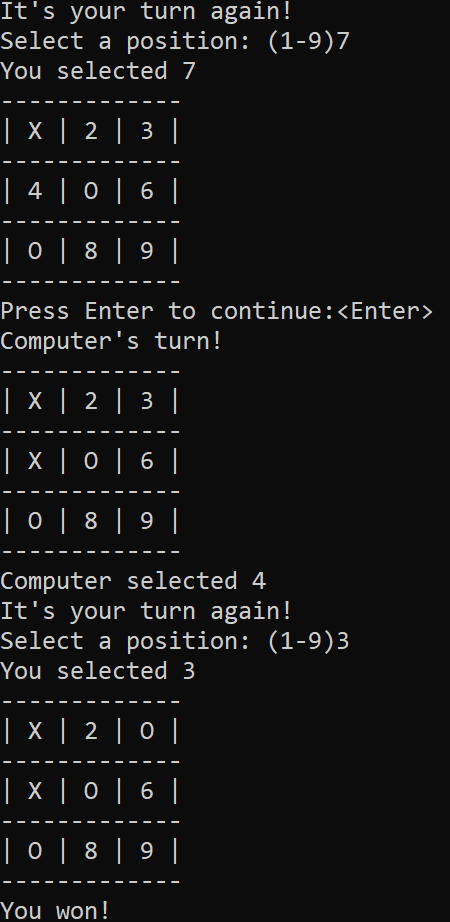 It's your turn again!
Select a position: (1-9)7
You selected 7
-------------
| X | 2 | 3 |
-------------
| 4 | O | 6 |
-------------
| O | 8 | 9 |
-------------
Press Enter to continue:<Enter>
Computer's turn!
-------------
| X | 2 | 3 |
-------------
| X | O | 6 |
-------------
| O | 8 | 9 |
-------------
Computer selected 4
It's your turn again!
Select a position: (1-9)3
You selected 3
-------------
| X | 2 | O |
-------------
| X | O | 6 |
-------------
| O | 8 | 9 |
-------------
You won!